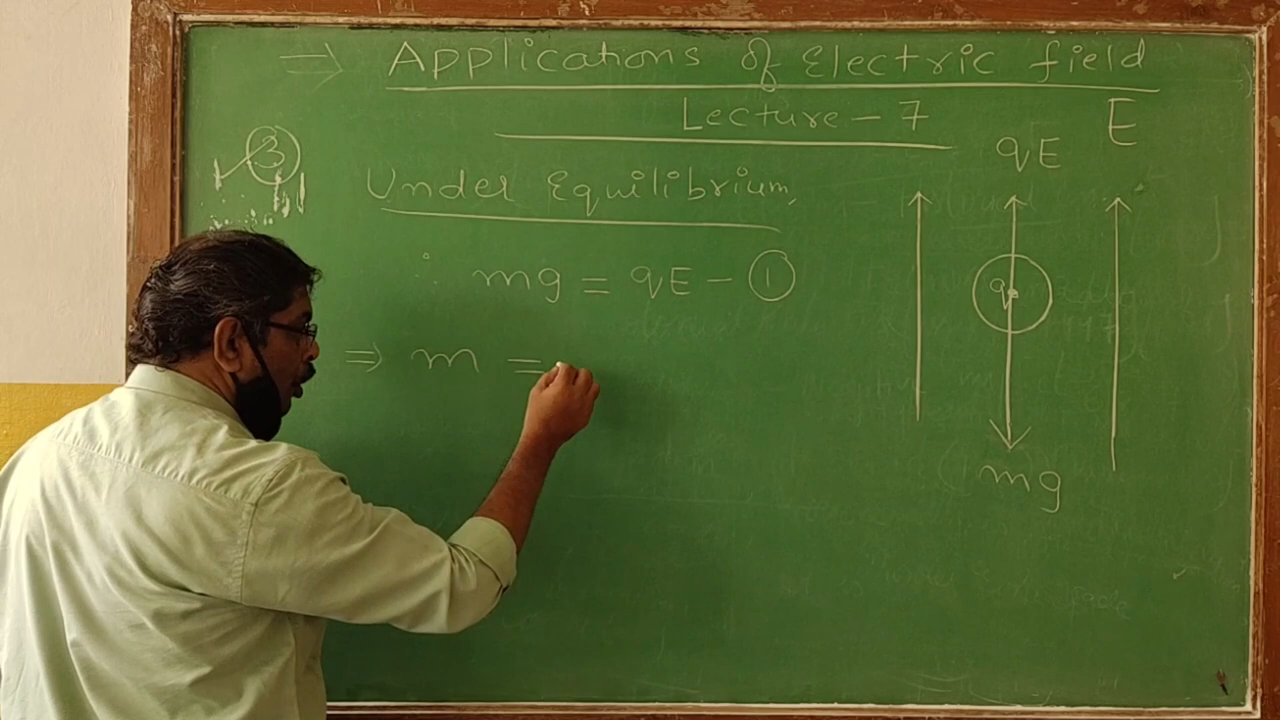 ⇒ Applications of Electric field
Lecture - 7
3
Under Equilibrium,
mg = qE - ①
⇒ m =
E
qE
q
mg